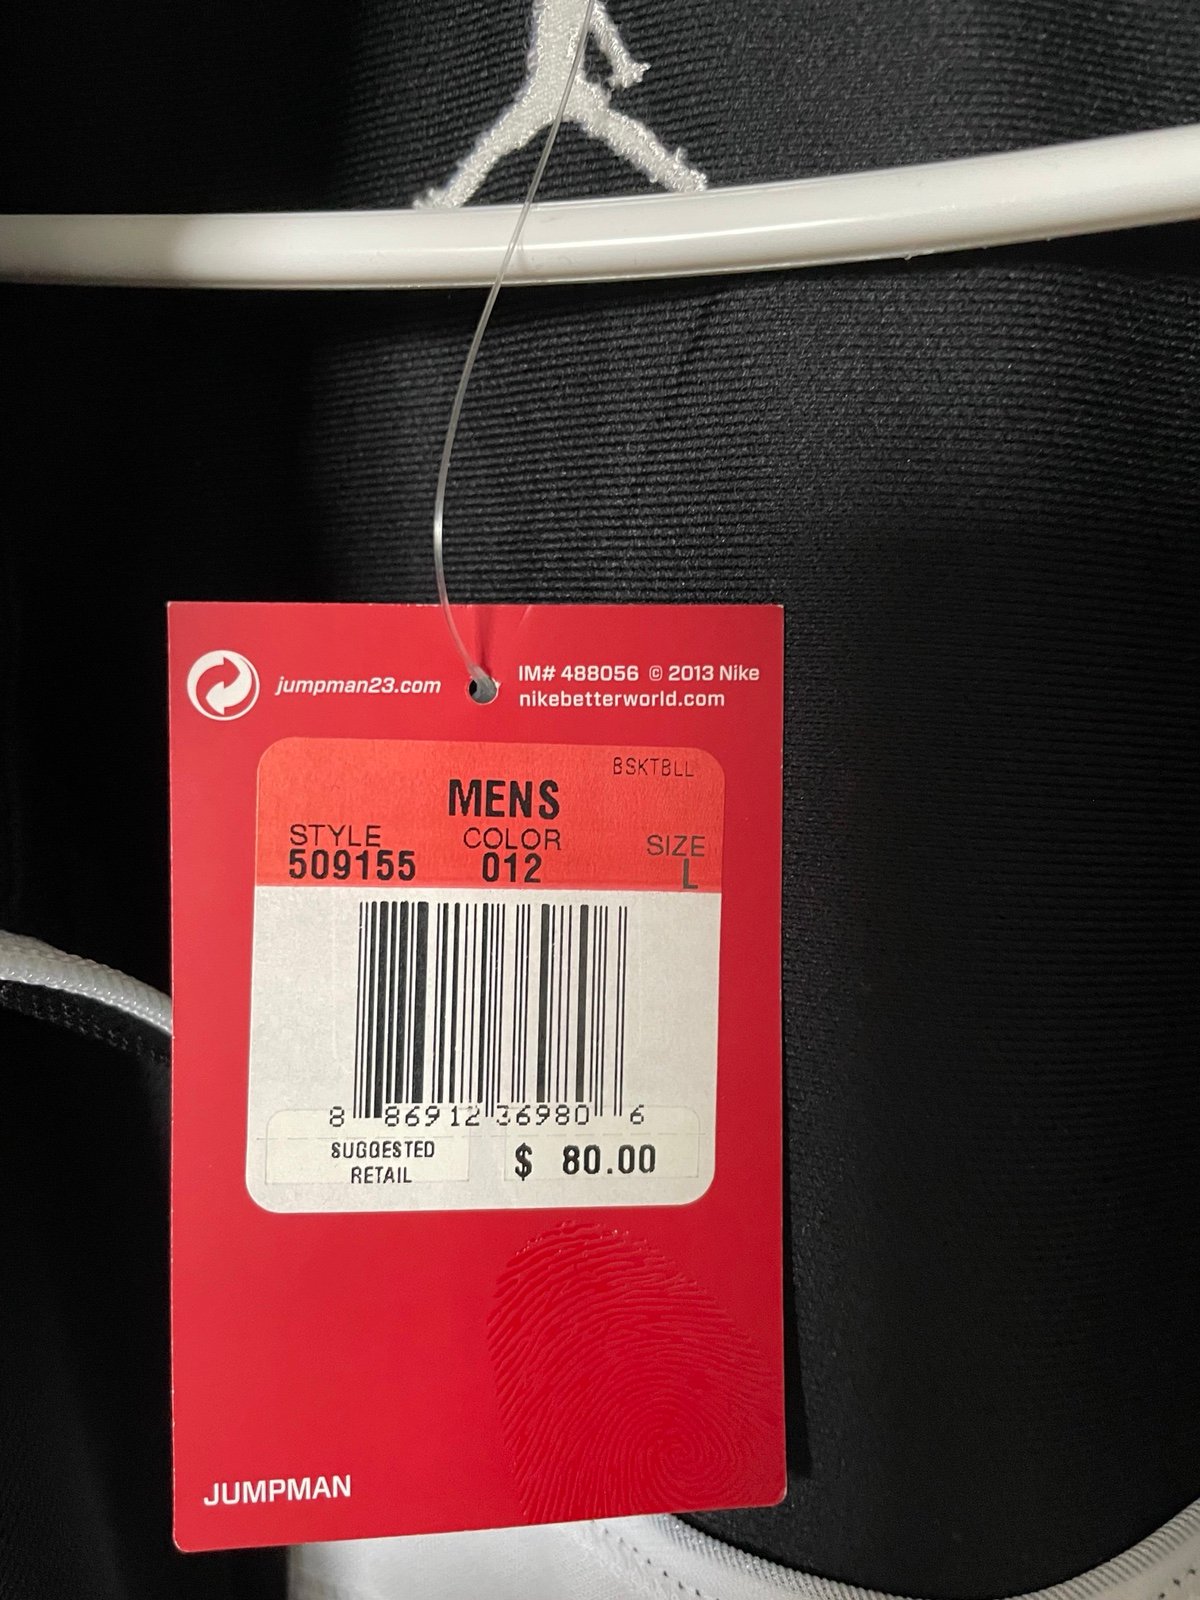 jumpman23.com
IM# 488056 © 2013 Nike
nikebetterworld.com
BSKTBLL
MENS
STYLE COLOR SIZE
509155 012 L
8 86912 36980 6
SUGGESTED
RETAIL
$ 80.00
JUMPMAN